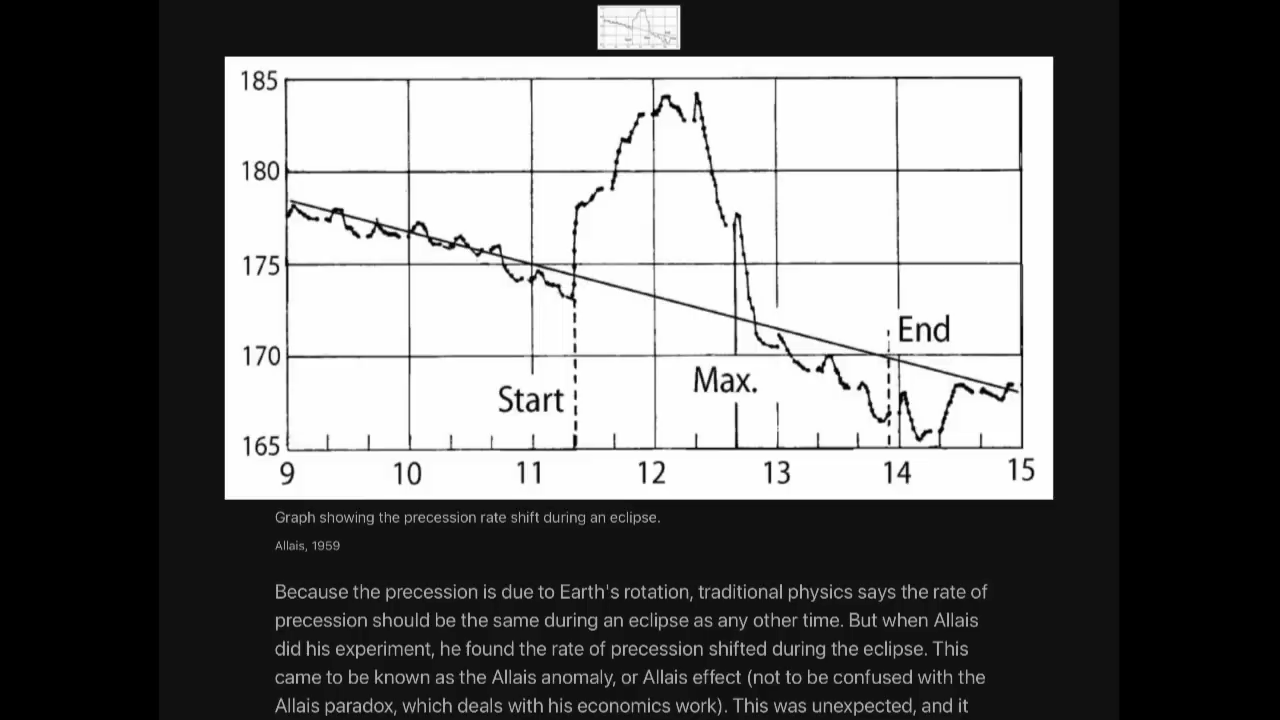 185
180
175
170
165
End
Max.
Start
9 10 11 12 13 14 15
Graph showing the precession rate shift during an eclipse.
Allais, 1959
Because the precession is due to Earth's rotation, traditional physics says the rate of
precession should be the same during an eclipse as any other time. But when Allais
did his experiment, he found the rate of precession shifted during the eclipse. This
came to be known as the Allais anomaly, or Allais effect (not to be confused with the
Allais paradox, which deals with his economics work). This was unexpected, and it